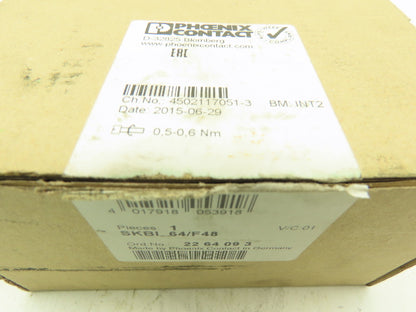 PHŒNIX
CONTACT
D-32825 Blomberg
www.phoenixcontact.com
EAC
Ch No.: 4502117051-3 BM: INT2
Date: 2015-06-29
0,5-0,6 Nm
4 017918 053918
Pieces: 1 V/C.01
SKBI 64/F48
Ord.No.: 22 64 09 3
Made by Phoenix Contact in Germany